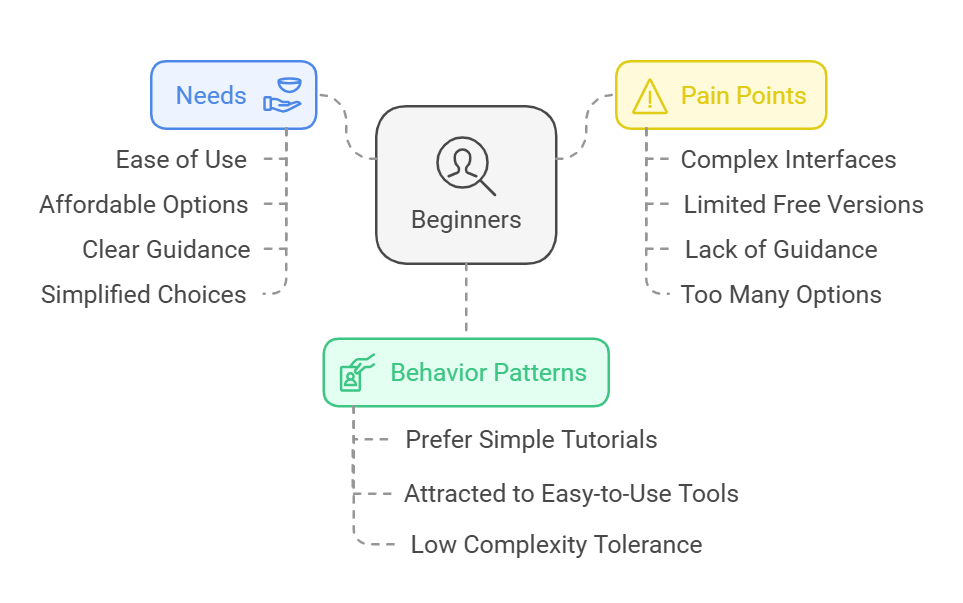 Needs
Ease of Use
Affordable Options
Clear Guidance
Simplified Choices
Beginners
Pain Points
Complex Interfaces
Limited Free Versions
Lack of Guidance
Too Many Options
Behavior Patterns
Prefer Simple Tutorials
Attracted to Easy-to-Use Tools
Low Complexity Tolerance